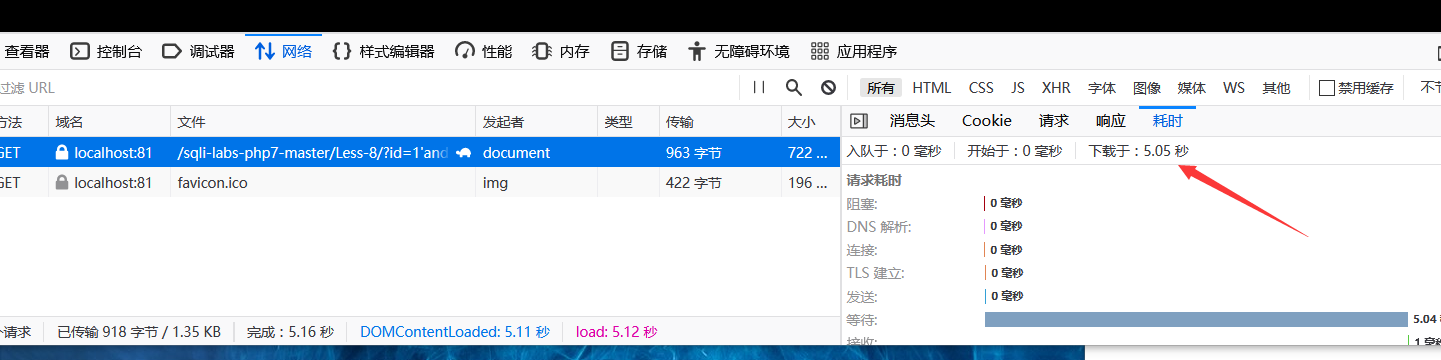 查看器 控制台 调试器 网络 样式编辑器 性能 内存 存储 无障碍环境 应用程序
过滤 URL 所有 HTML CSS JS XHR 字体 图像 媒体 WS 其他 禁用缓存
方法 域名 文件 发起者 类型 传输 大小 消息头 Cookie 请求 响应 耗时
GET localhost:81 /sqli-labs-php7-master/Less-8/?id=1'and document 963 字节 722 ... 入队于：0 毫秒 开始于：0 毫秒 下载于：5.05 秒
GET localhost:81 favicon.ico img 422 字节 196 ...
请求耗时
阻塞: 0 毫秒
DNS 解析: 0 毫秒
连接: 0 毫秒
TLS 建立: 0 毫秒
发送: 0 毫秒
等待: 5.04
个请求 已传输 918 字节 / 1.35 KB 完成：5.16 秒 DOMContentLoaded: 5.11 秒 load: 5.12 秒
接收: 1 毫